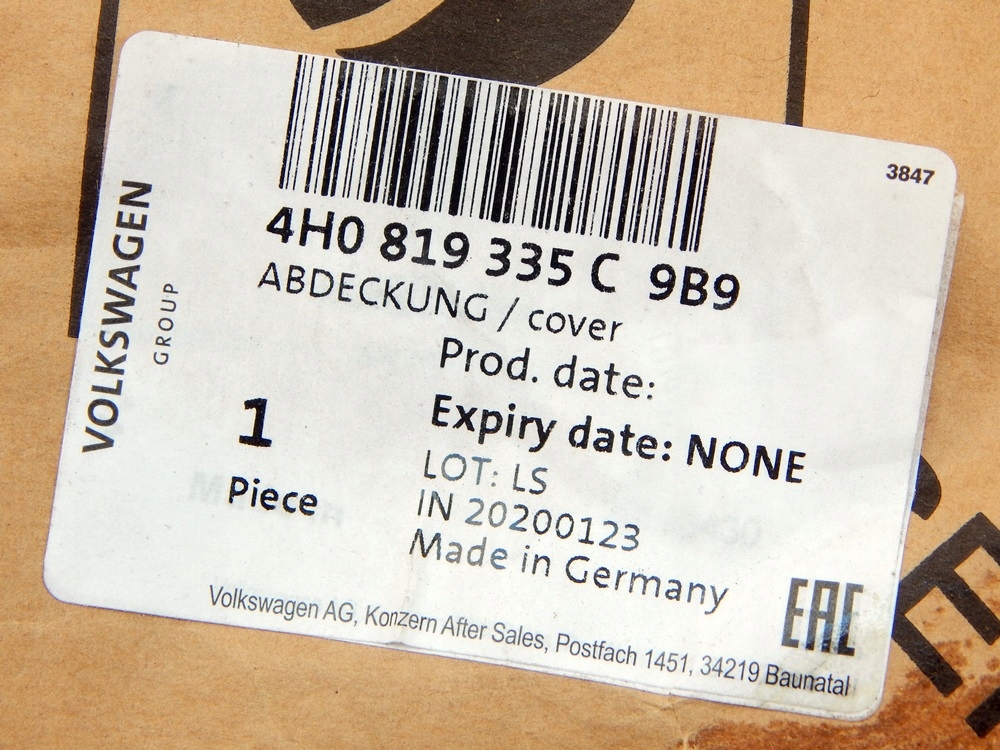 3847
4H0 819 335 C 9B9
ABDECKUNG / cover
Prod. date:
Expiry date: NONE
LOT: LS
IN 20200123
Made in Germany
1
Piece
VOLKSWAGEN
GROUP
EAC
Volkswagen AG, Konzern After Sales, Postfach 1451, 34219 Baunatal